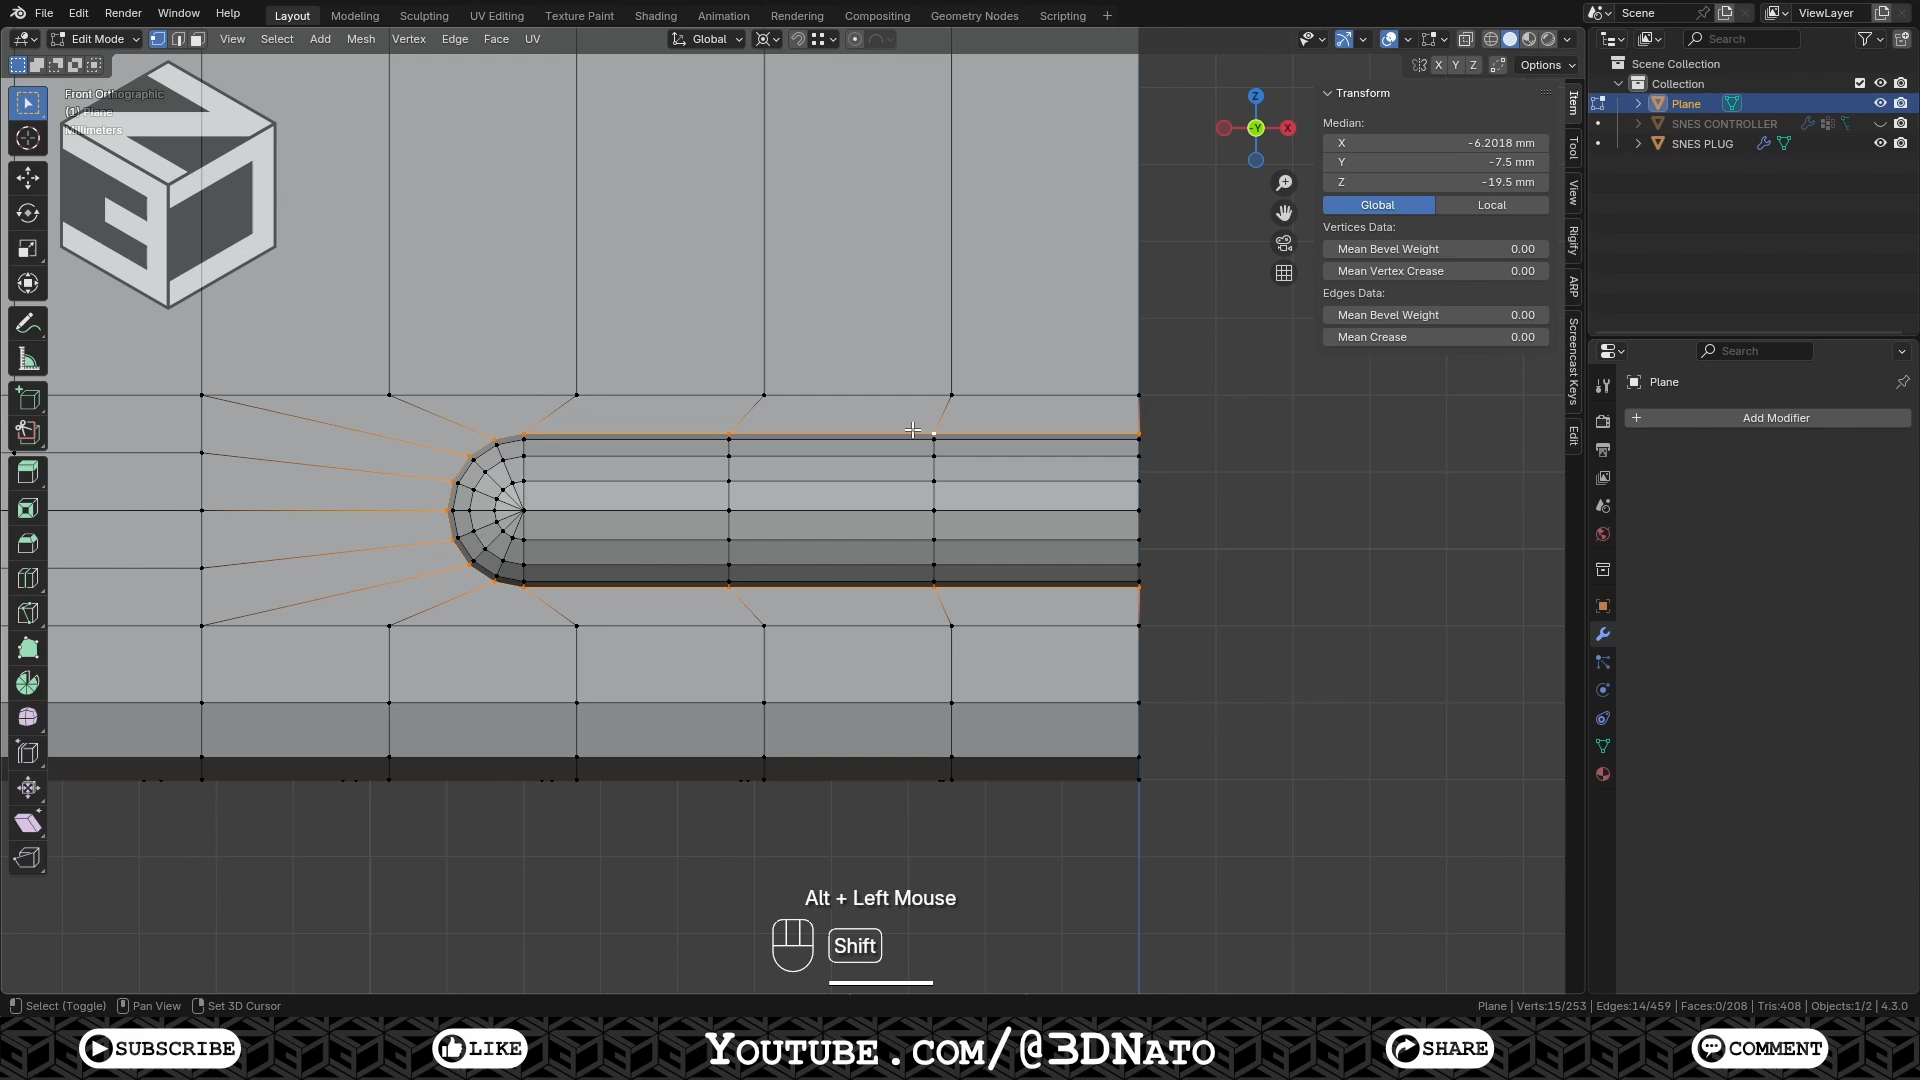 File Edit Render Window Help
Layout Modeling Sculpting UV Editing Texture Paint Shading Animation Rendering Compositing Geometry Nodes Scripting +
Scene
ViewLayer
Edit Mode View Select Add Mesh Vertex Edge Face UV
Global
Search
X Y Z Options
Front Orthographic
(1) Plane
Millimeters
Z
-Y X
Transform
Median:
X -6.2018 mm
Y -7.5 mm
Z -19.5 mm
Global Local
Vertices Data:
Mean Bevel Weight 0.00
Mean Vertex Crease 0.00
Edges Data:
Mean Bevel Weight 0.00
Mean Crease 0.00
Item
Tool
View
Rigify
ARP
Screencast Keys
Edit
Scene Collection
Collection
Plane
SNES CONTROLLER
SNES PLUG
Search
Plane
+ Add Modifier
Alt + Left Mouse
Shift
Select (Toggle) Pan View Set 3D Cursor
Plane | Verts:15/253 | Edges:14/459 | Faces:0/208 | Tris:408 | Objects:1/2 | 4.3.0
SUBSCRIBE
LIKE
Youtube.com/@3DNato
SHARE
COMMENT